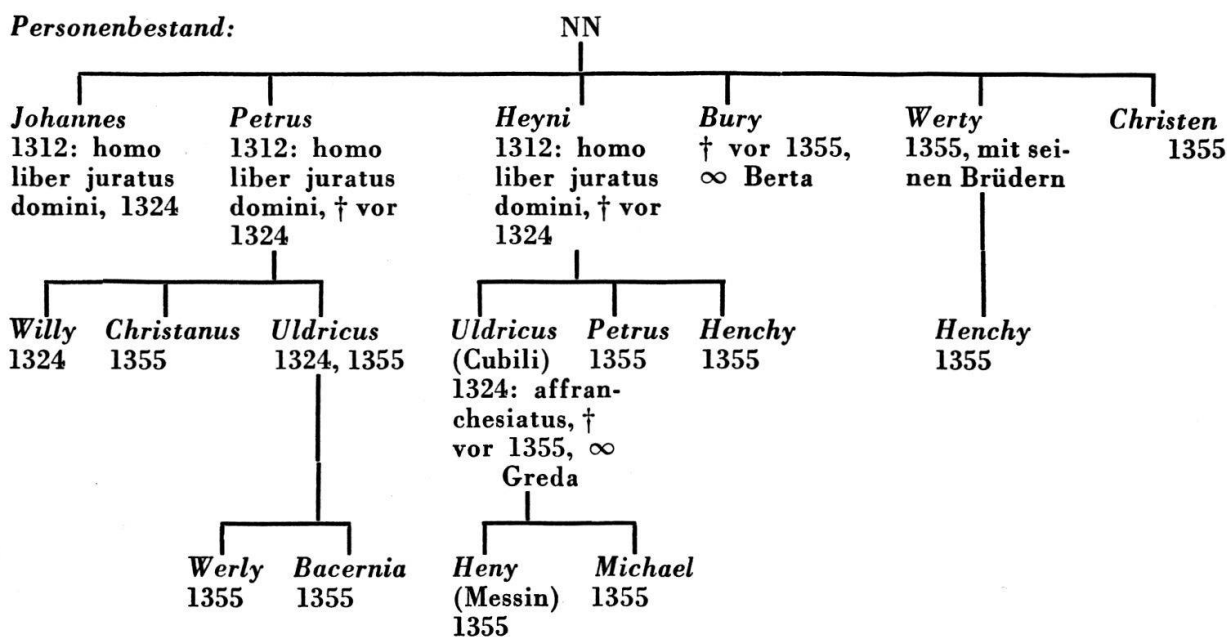 Personenbestand:
NN
Johannes
1312: homo
liber juratus
domini, 1324
Petrus
1312: homo
liber juratus
domini, † vor
1324
Heyni
1312: homo
liber juratus
domini, † vor
1324
Bury
† vor 1355,
∞ Berta
Werty
1355, mit sei-
nen Brüdern
Christen
1355
Willy
1324
Christanus
1355
Uldricus
1324, 1355
Uldricus
(Cubili)
1324: affran-
chesiatus, †
vor 1355, ∞
Greda
Petrus
1355
Henchy
1355
Henchy
1355
Werly
1355
Bacernia
1355
Heny
(Messin)
1355
Michael
1355